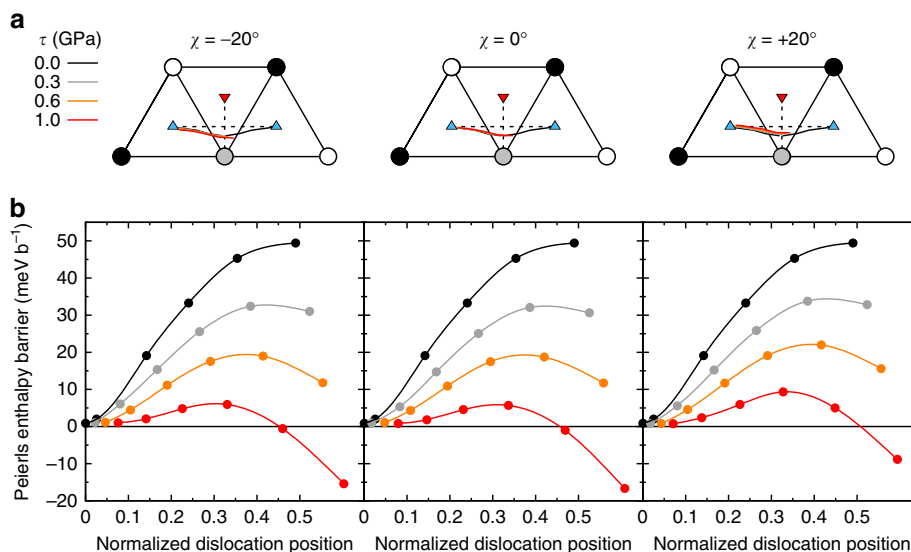 a
τ (GPa)
0.0
0.3
0.6
1.0
χ = –20°
χ = 0°
χ = +20°
b
Peierls enthalpy barrier (meV b⁻¹)
50
40
30
20
10
0
–10
–20
0 0.1 0.2 0.3 0.4 0.5 0 0.1 0.2 0.3 0.4 0.5 0 0.1 0.2 0.3 0.4 0.5
Normalized dislocation position Normalized dislocation position Normalized dislocation position